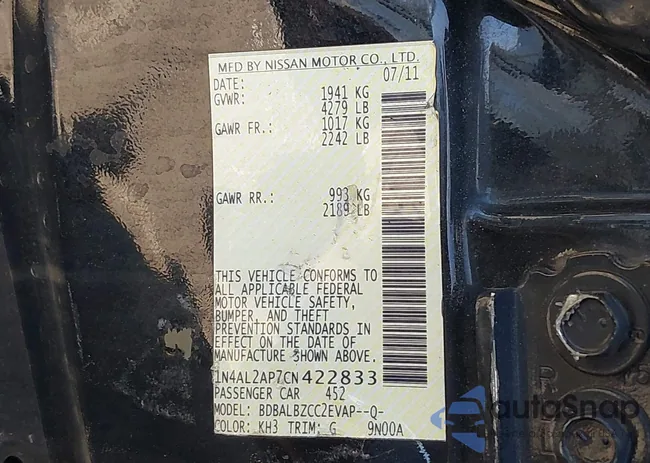 MFD BY NISSAN MOTOR CO., LTD.
DATE: 07/11
GVWR: 1941 KG
4279 LB
GAWR FR.: 1017 KG
2242 LB
GAWR RR.: 993 KG
2189 LB
THIS VEHICLE CONFORMS TO
ALL APPLICABLE FEDERAL
MOTOR VEHICLE SAFETY,
BUMPER, AND THEFT
PREVENTION STANDARDS IN
EFFECT ON THE DATE OF
MANUFACTURE SHOWN ABOVE.
1N4AL2AP7CN422833
PASSENGER CAR 452
MODEL: BDBALBZCC2EVAP--Q-
COLOR: KH3 TRIM: G 9N00A
autoSnap